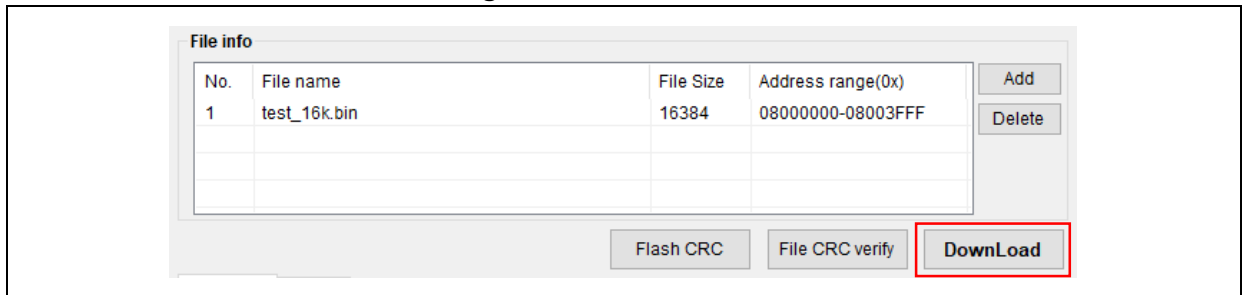 File info
No. File name File Size Address range(0x) Add
1 test_16k.bin 16384 08000000-08003FFF Delete
Flash CRC File CRC verify DownLoad